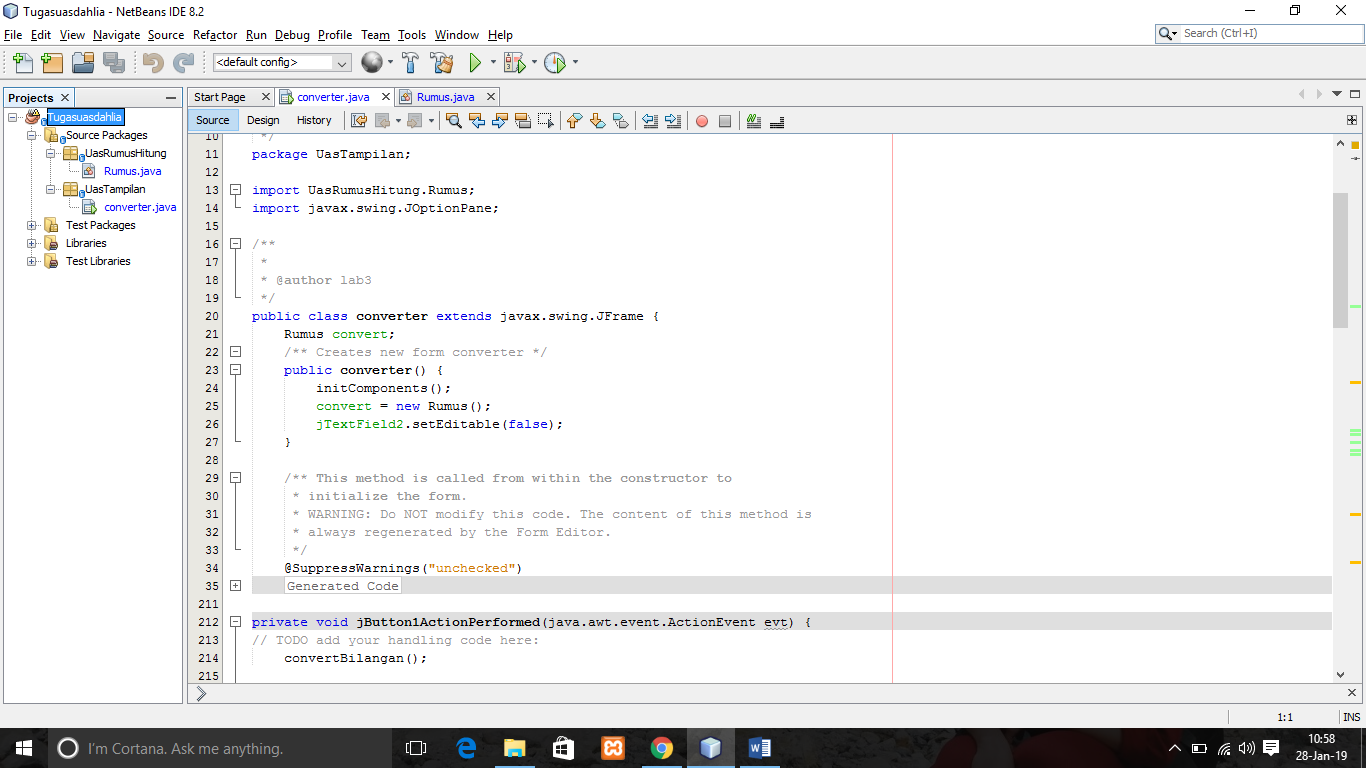 Tugasuasdahlia - NetBeans IDE 8.2
File Edit View Navigate Source Refactor Run Debug Profile Team Tools Window Help
Search (Ctrl+I)
<default config>
Projects
Start Page
converter.java
Rumus.java
Tugasuasdahlia
Source Packages
UasRumusHitung
Rumus.java
UasTampilan
converter.java
Test Packages
Libraries
Test Libraries
Source Design History
10 */
11 package UasTampilan;
12
13 import UasRumusHitung.Rumus;
14 import javax.swing.JOptionPane;
15
16 /**
17 *
18 * @author lab3
19 */
20 public class converter extends javax.swing.JFrame {
21 Rumus convert;
22 /** Creates new form converter */
23 public converter() {
24 initComponents();
25 convert = new Rumus();
26 jTextField2.setEditable(false);
27 }
28
29 /** This method is called from within the constructor to
30 * initialize the form.
31 * WARNING: Do NOT modify this code. The content of this method is
32 * always regenerated by the Form Editor.
33 */
34 @SuppressWarnings("unchecked")
35 Generated Code
211
212 private void jButton1ActionPerformed(java.awt.event.ActionEvent evt) {
213 // TODO add your handling code here:
214 convertBilangan();
215
1:1 INS
I'm Cortana. Ask me anything.
10:58
28-Jan-19